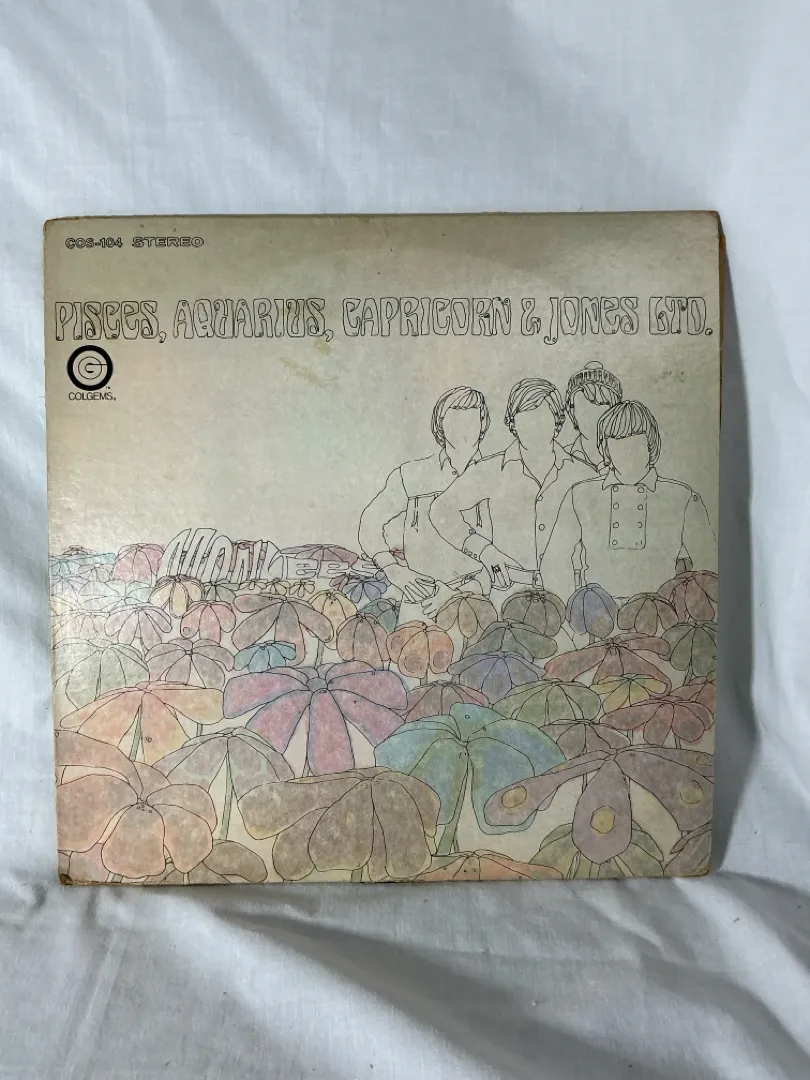 COS-104 STEREO
PISCES, AQUARIUS, CAPRICORN & JONES LTD.
G
COLGEMS®
MONKEES